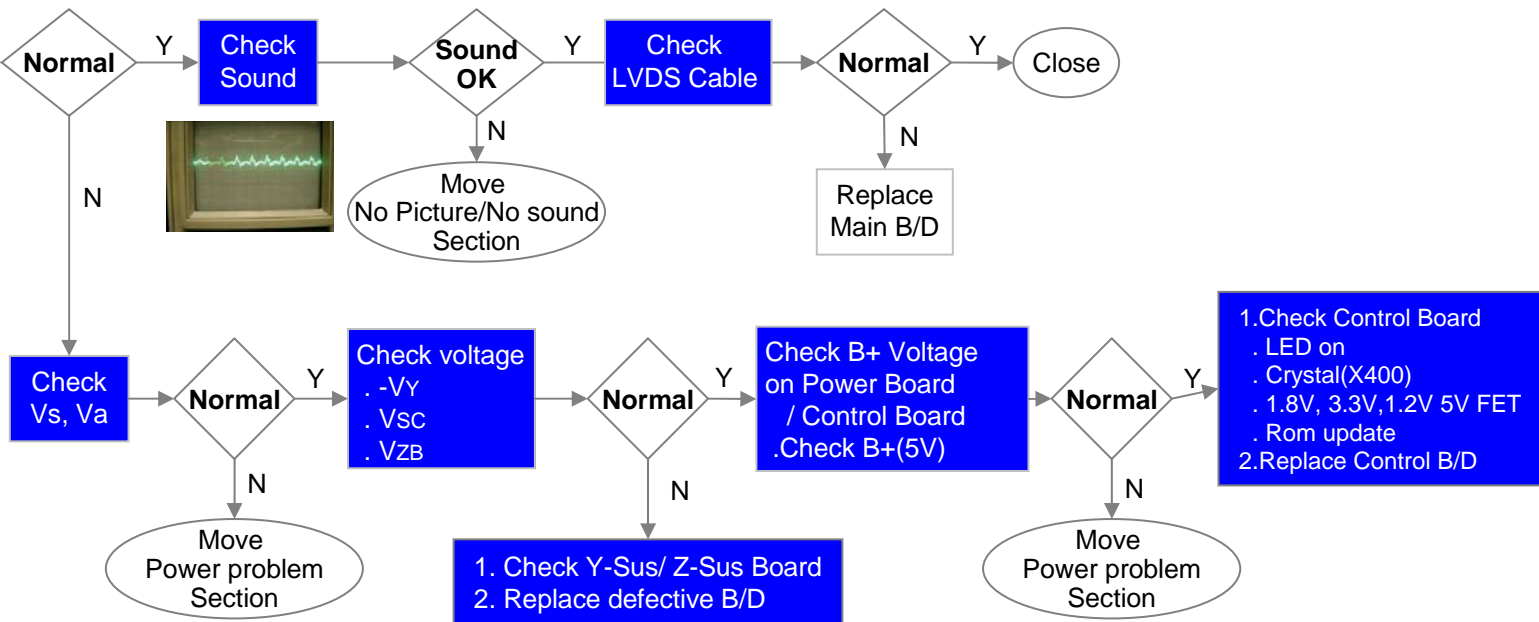 Normal
Y
Check
Sound
Sound
OK
Y
Check
LVDS Cable
Normal
Y
Close
N
N
Move
No Picture/No sound
Section
N
Replace
Main B/D
Check
Vs, Va
Normal
Y
Check voltage
. -VY
. VSC
. VZB
Normal
Y
Check B+ Voltage
on Power Board
/ Control Board
.Check B+(5V)
Normal
Y
1.Check Control Board
. LED on
. Crystal(X400)
. 1.8V, 3.3V,1.2V 5V FET
. Rom update
2.Replace Control B/D
N
Move
Power problem
Section
N
1. Check Y-Sus/ Z-Sus Board
2. Replace defective B/D
N
Move
Power problem
Section